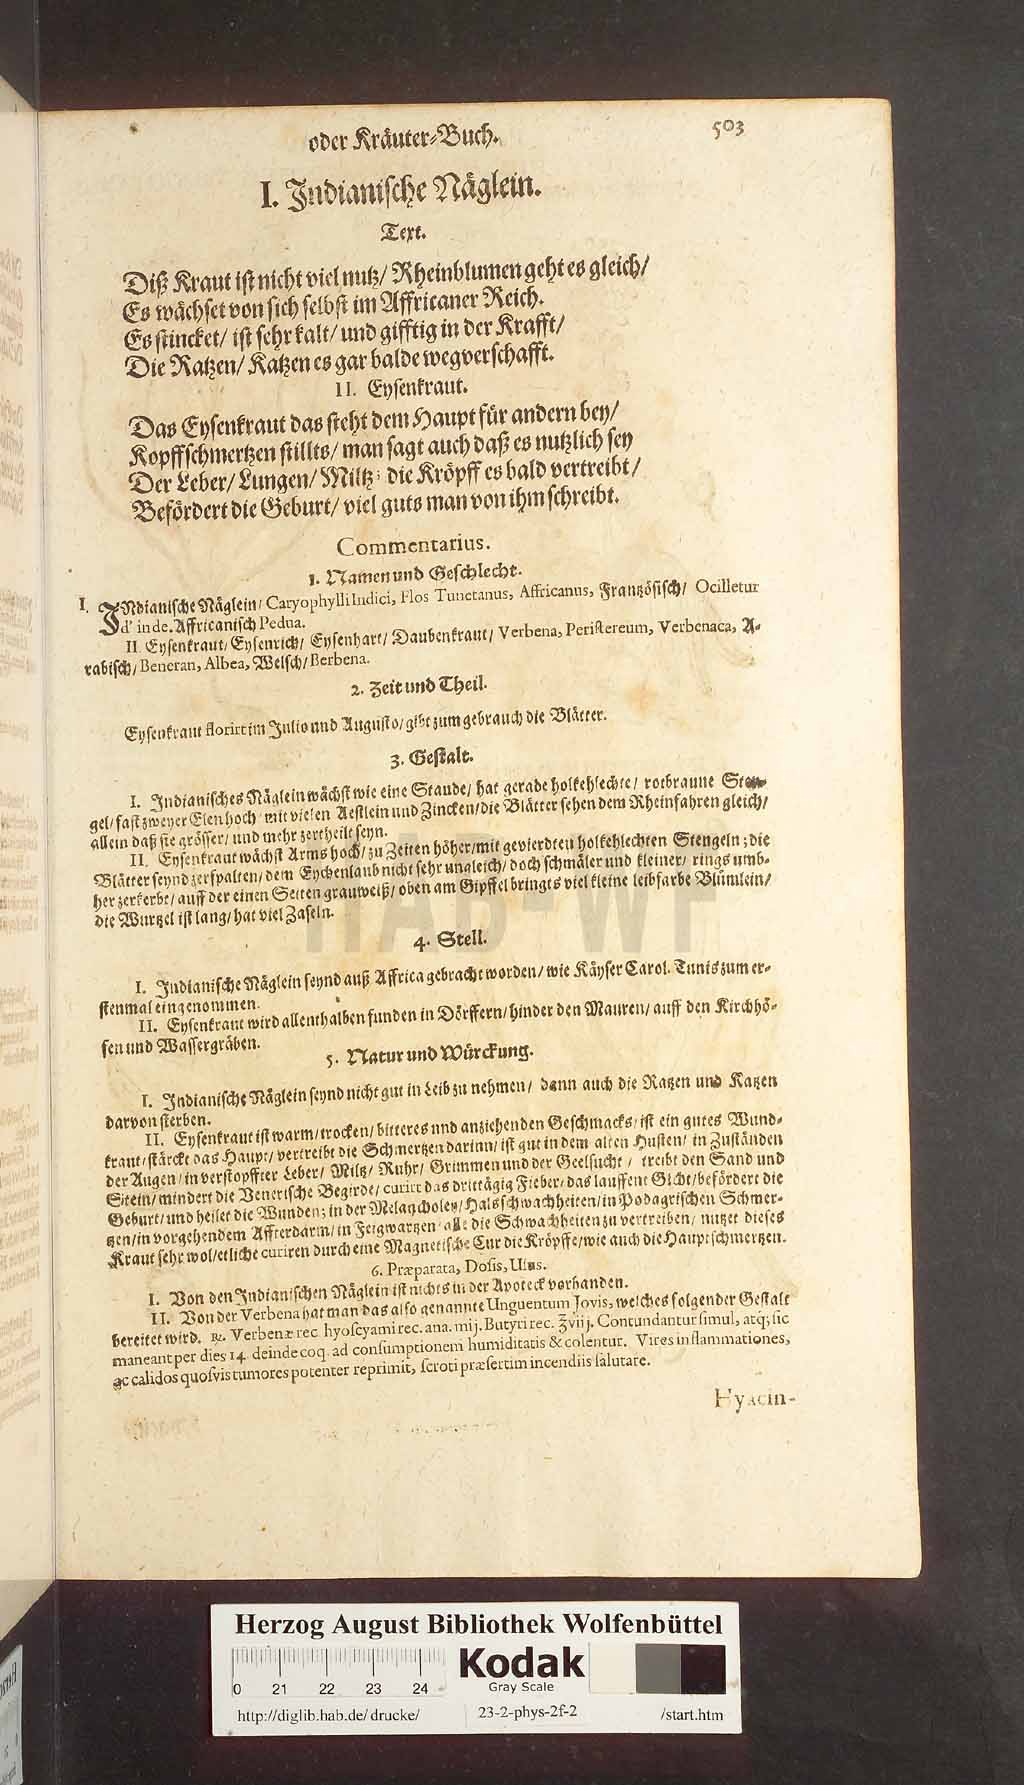 oder Kräuter-Buch. 503
I. Indianische Näglein.
Text.
Diß Kraut ist nicht viel nutz/ Rheinblumen geht es gleich/
Es wächset von sich selbst im Affricaner Reich.
Es stincket/ ist sehr kalt/ und gifftig in der Krafft/
Die Ratzen/ Katzen es gar balde wegverschafft.
II. Eysenkraut.
Das Eysenkraut das steht dem Haupt für andern bey/
Kopffschmertzen stillts/ man sagt auch daß es nutzlich sey
Der Leber/ Lungen/ Miltz; die Kröpff es bald vertreibt/
Befördert die Geburt/ viel guts man von ihm schreibt.
Commentarius.
1. Namen und Geschlecht.
I. INdianische Näglein/ Caryophylli Indici, Flos Tunetanus, Affricanus, Frantzösisch/ Ocilletur
d' inde. Affricanisch Pedua.
II Eysenkraut/ Eysenrich/ Eysenhart/ Daubenkraut/ Verbena, Peristereum, Verbenaca, A-
rabisch/ Beneran, Albea, Welsch/ Berbena.
2. Zeit und Theil.
Eysenkraut florirt im Julio und Augusto/ gibt zum gebrauch die Blätter.
3. Gestalt.
I. Indianisches Näglein wächst wie eine Staude/ hat gerade holkehlechte/ rotbraune Sten-
gel/ fast zweyer Elen hoch mit vielen Aestlein und Zincken/ die Blätter sehen dem Rheinfahren gleich/
allein daß sie grösser/ und mehr zertheilt seyn.
II. Eysenkraut wächst Arms hoch/ zu Zeiten höher/ mit gevierdten holkehlechten Stengeln; die
Blätter seynd zerspalten/ dem Eychenlaub nicht sehr ungleich/ doch schmäler und kleiner/ rings umb-
her zerkerbt/ auff der einen Seiten grauweiß/ oben am Gipffel bringts viel kleine leibfarbe Blümlein/
die Wurtzel ist lang/ hat viel Zaseln.
HAB-WF
4. Stell.
I. Indianische Näglein seynd auß Affrica gebracht worden/ wie Käyser Carol. Tunis zum er-
stenmal eingenommen.
II. Eysenkraut wird allenthalben funden in Dörffern/ hinder den Mauren/ auff den Kirchhö-
fen und Wassergräben.
5. Natur und Würckung.
I. Indianische Näglein seynd nicht gut in Leib zu nehmen/ dann auch die Ratzen und Katzen
darvon sterben.
II. Eysenkraut ist warm/ trocken/ bitteres und anziehenden Geschmacks/ ist ein gutes Wund-
kraut/ stärckt das Haupt/ vertreibt die Schmertzen darinn/ ist gut in dem alten Husten/ in Zuständen
der Augen/ in verstopffter Leber/ Miltz/ Ruhr/ Grimmen und der Geelsucht/ treibt den Sand und
Stein/ mindert die Venerische Begirde/ curirt das drittägig Fieber/ das lauffent Gicht/ befördert die
Geburt/ und heilet die Wunden; in der Melancholey/ Halsschwachheiten/ in Podagrischen Schmer-
tzen/ in vorgehendem Affterdarm/ in Feigwartzen alle die Schwachheiten zu vertreiben/ nutzet dieses
Kraut sehr wol/ etliche curiren durch eine Magnetische Cur die Kröpffe/ wie auch die Hauptschmertzen.
6. Præparata, Dosis, Usus.
I. Von den Indianischen Näglein ist nichts in der Apoteck vorhanden.
II. Von der Verbena hat man das also genannte Unguentum Jovis, welches folgender Gestalt
bereitet wird. ℞. Verbenæ rec hyoscyami rec. ana. mij. Butyri rec. ℥viij. Contundantur simul, atq; sic
maneant per dies 14. deinde coq. ad consumptionem humiditatis & colentur. Vires inflammationes,
ac calidos quosvis tumores potenter reprimit, scroti præsertim incendiis salutare.
Hyacin-
Herzog August Bibliothek Wolfenbüttel
Kodak
Gray Scale
0 21 22 23 24
http://diglib.hab.de/drucke/ 23-2-phys-2f-2 /start.htm